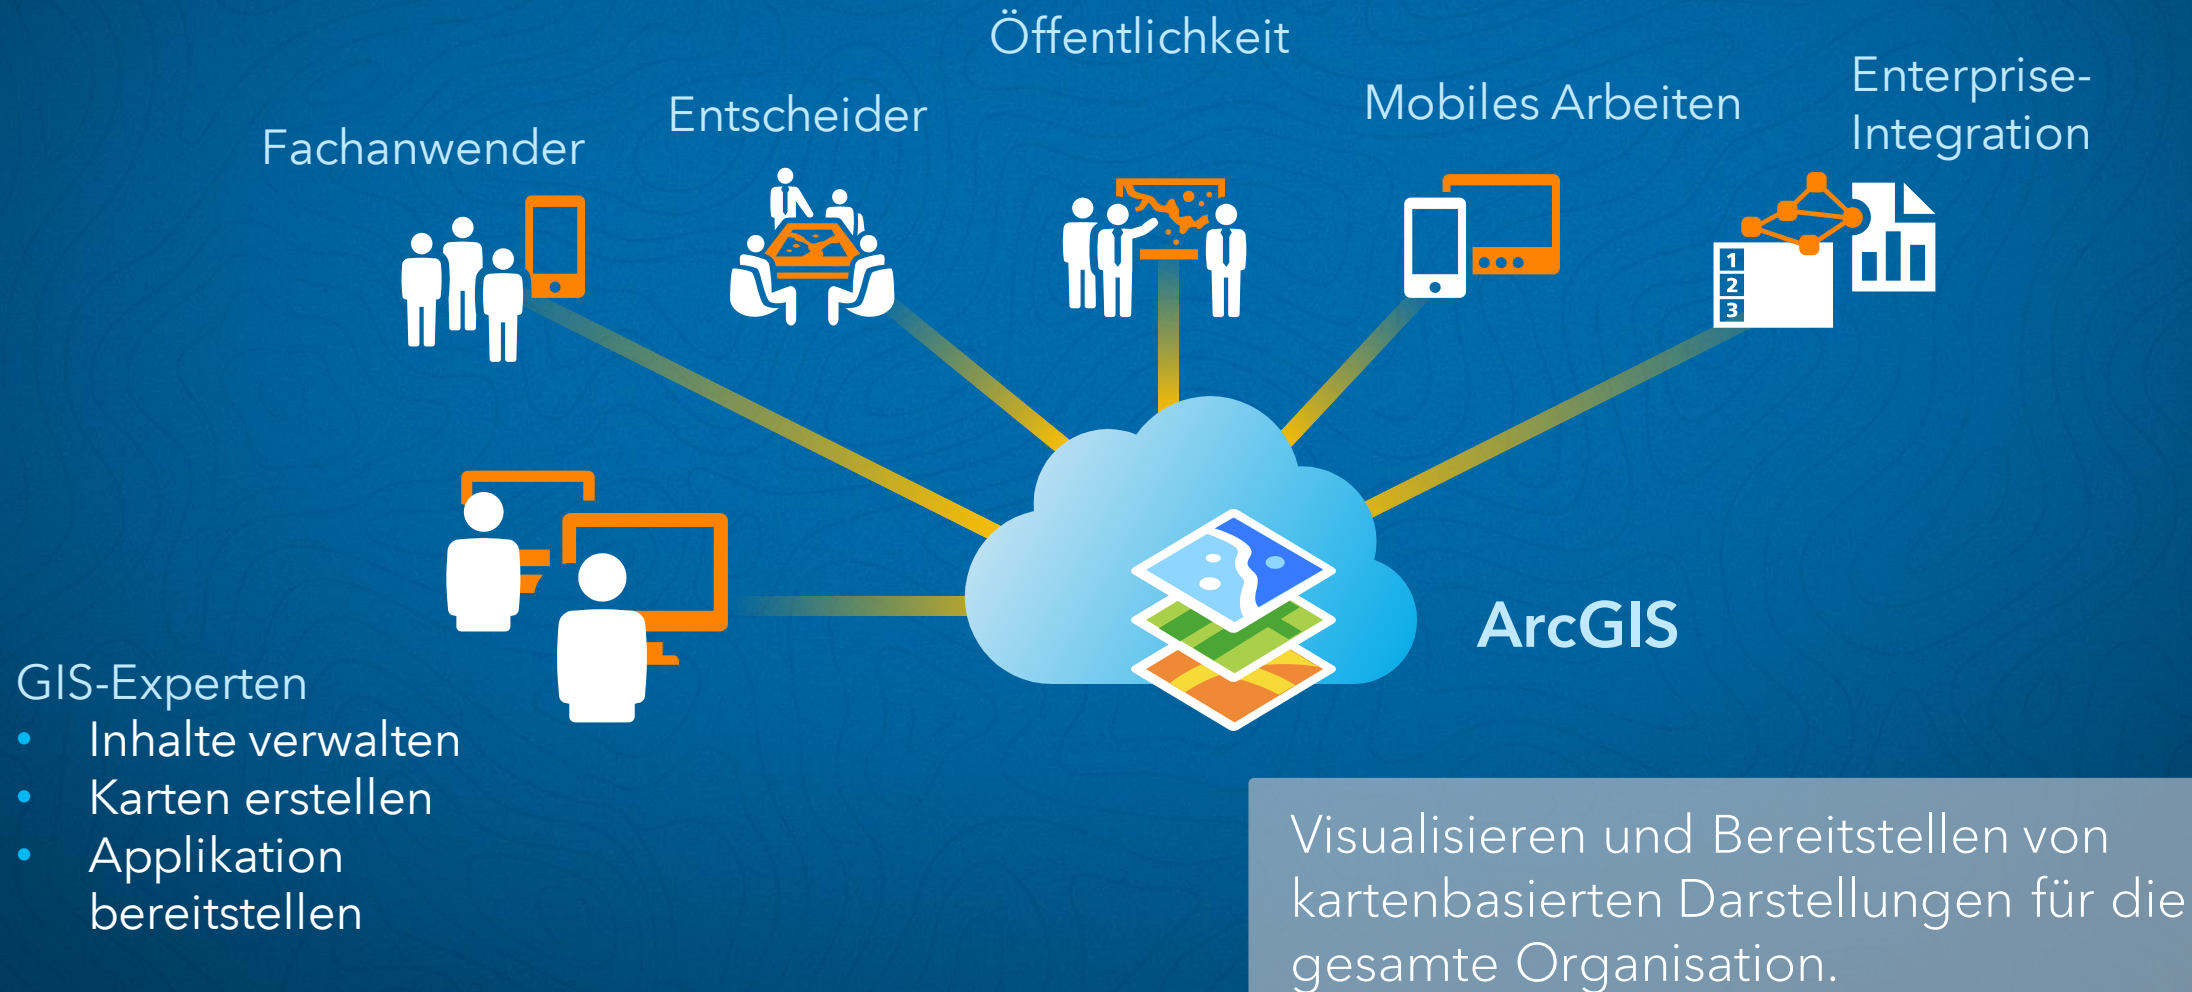 Öffentlichkeit
Enterprise-
Integration
Mobiles Arbeiten
Entscheider
Fachanwender
1
2
3
ArcGIS
GIS-Experten
• Inhalte verwalten
• Karten erstellen
• Applikation
bereitstellen
Visualisieren und Bereitstellen von
kartenbasierten Darstellungen für die
gesamte Organisation.